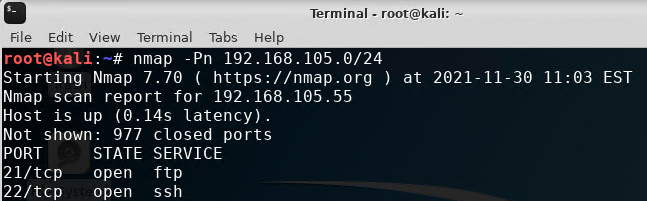 Terminal - root@kali: ~
File Edit View Terminal Tabs Help
root@kali:~# nmap -Pn 192.168.105.0/24
Starting Nmap 7.70 ( https://nmap.org ) at 2021-11-30 11:03 EST
Nmap scan report for 192.168.105.55
Host is up (0.14s latency).
Not shown: 977 closed ports
PORT     STATE SERVICE
21/tcp   open  ftp
22/tcp   open  ssh